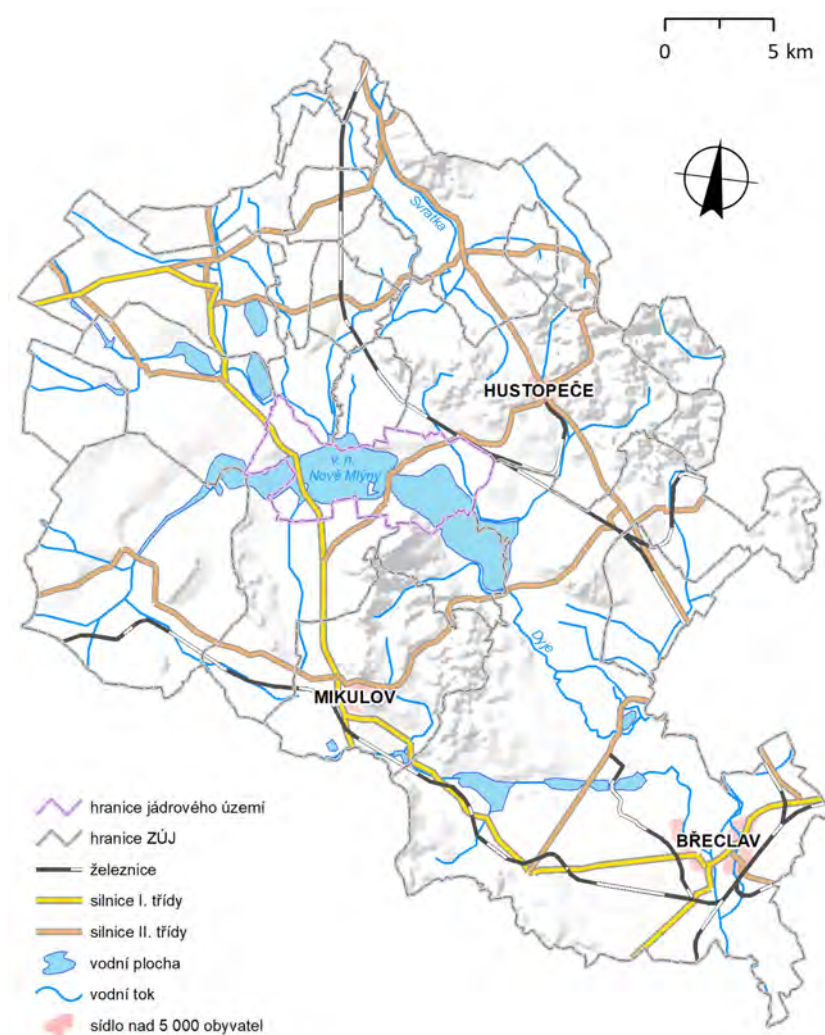 0 5 km
Svratka
HUSTOPEČE
v. n.
Nové Mlýny
Dyje
MIKULOV
BŘECLAV
hranice jádrového území
hranice ZÚJ
železnice
silnice I. třídy
silnice II. třídy
vodní plocha
vodní tok
sídlo nad 5 000 obyvatel